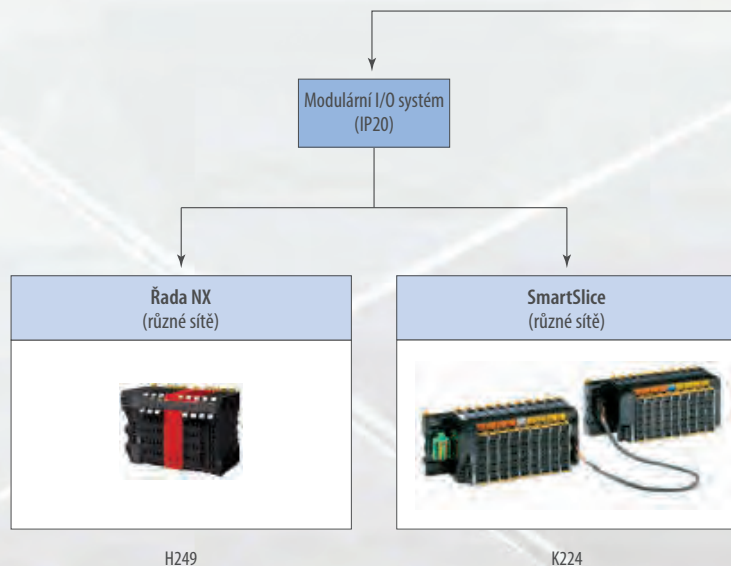 Modulární I/O systém
(IP20)
Řada NX
(různé sítě)
SmartSlice
(různé sítě)
H249
K224